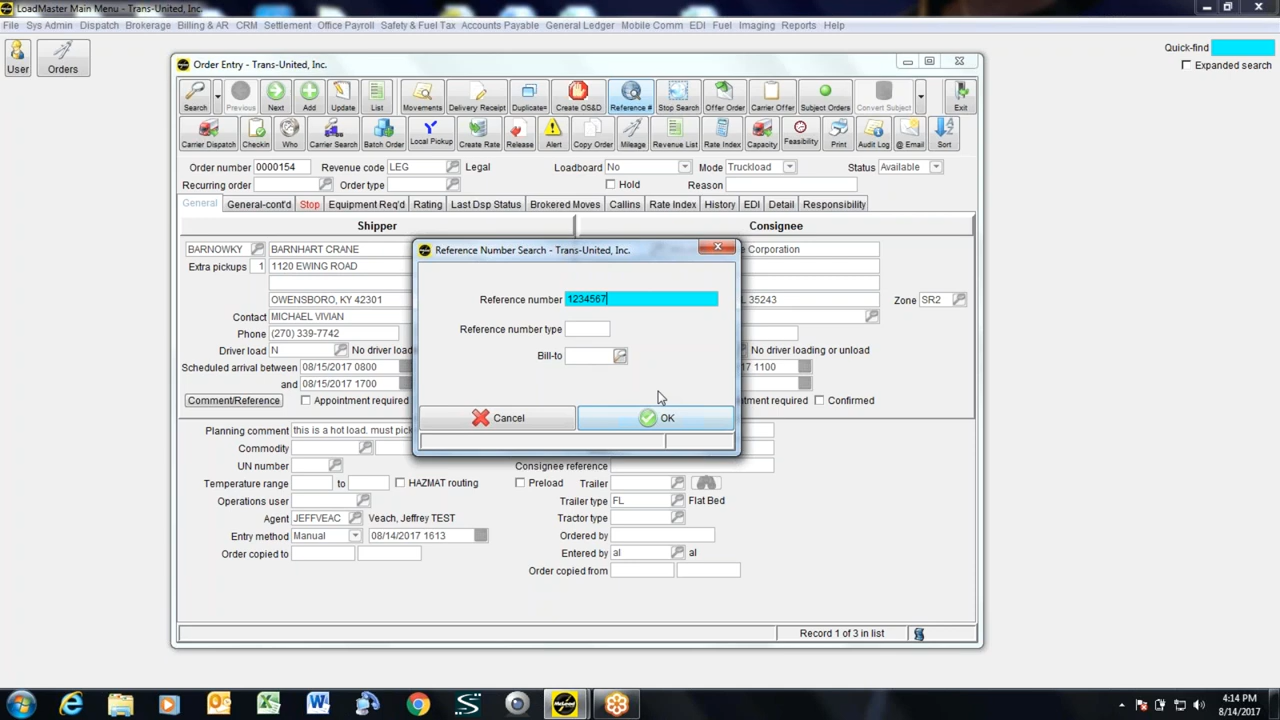 LoadMaster Main Menu - Trans-United, Inc.
File Sys Admin Dispatch Brokerage Billing & AR CRM Settlement Office Payroll Safety & Fuel Tax Accounts Payable General Ledger Mobile Comm EDI Fuel Imaging Reports Help
Quick-find
Expanded search
User Orders
Order Entry - Trans-United, Inc.
Search Previous Next Add Update List Movements Delivery Receipt Duplicate= Create OS&D Reference # Stop Search Offer Order Carrier Offer Subject Orders Convert Subject Exit
Carrier Dispatch Checkin Who Carrier Search Batch Order Local Pickup Create Rate Release Alert Copy Order Mileage Revenue List Rate Index Capacity Feasibility Print Audit Log @ Email Sort
Order number 0000154 Revenue code LEG Legal Loadboard No Mode Truckload Status Available
Recurring order Order type Hold Reason
General General-cont'd Stop Equipment Req'd Rating Last Dsp Status Brokered Moves Callins Rate Index History EDI Detail Responsibility
Shipper Consignee
BARNOWKY BARNHART CRANE Corporation
Extra pickups 1 1120 EWING ROAD
OWENSBORO, KY 42301 35243 Zone SR2
Contact MICHAEL VIVIAN
Phone (270) 339-7742
Driver load N No driver load No driver loading or unload
Scheduled arrival between 08/15/2017 0800 1100
and 08/15/2017 1700
Comment/Reference Appointment required Confirmed
Reference Number Search - Trans-United, Inc.
Reference number 1234567
Reference number type
Bill-to
Cancel OK
Planning comment this is a hot load. must pick
Commodity
UN number Consignee reference
Temperature range to HAZMAT routing Preload Trailer
Operations user Trailer type FL Flat Bed
Agent JEFFVEAC Veach, Jeffrey TEST Tractor type
Entry method Manual 08/14/2017 1613 Ordered by
Order copied to Entered by al al
Order copied from
Record 1 of 3 in list
4:14 PM
8/14/2017